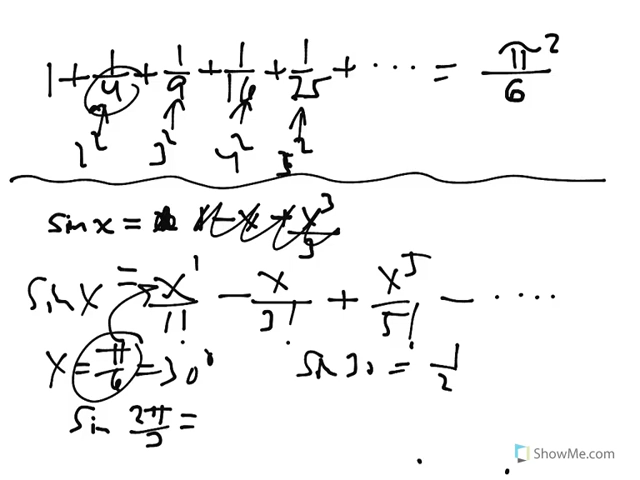 1 + 1/4 + 1/9 + 1/16 + 1/25 + ··· = π²/6
2² 3² 4² 5²
sin x =
sin x = x¹/1! - x/3! + x⁵/5! - ····
x = π/6 = 30° sin 30 = 1/2
sin 2π/3 =
ShowMe.com